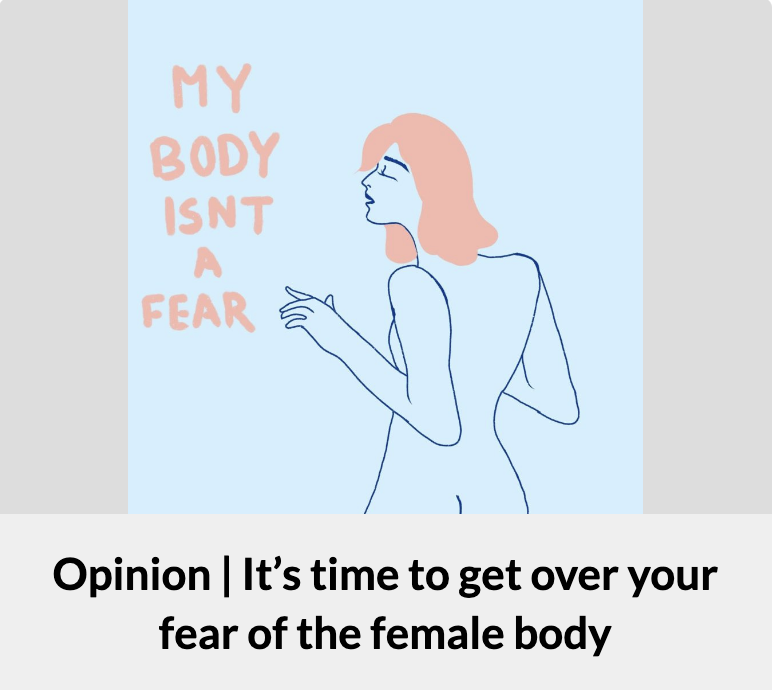 MY
BODY
ISNT
A
FEAR
Opinion | It’s time to get over your
fear of the female body